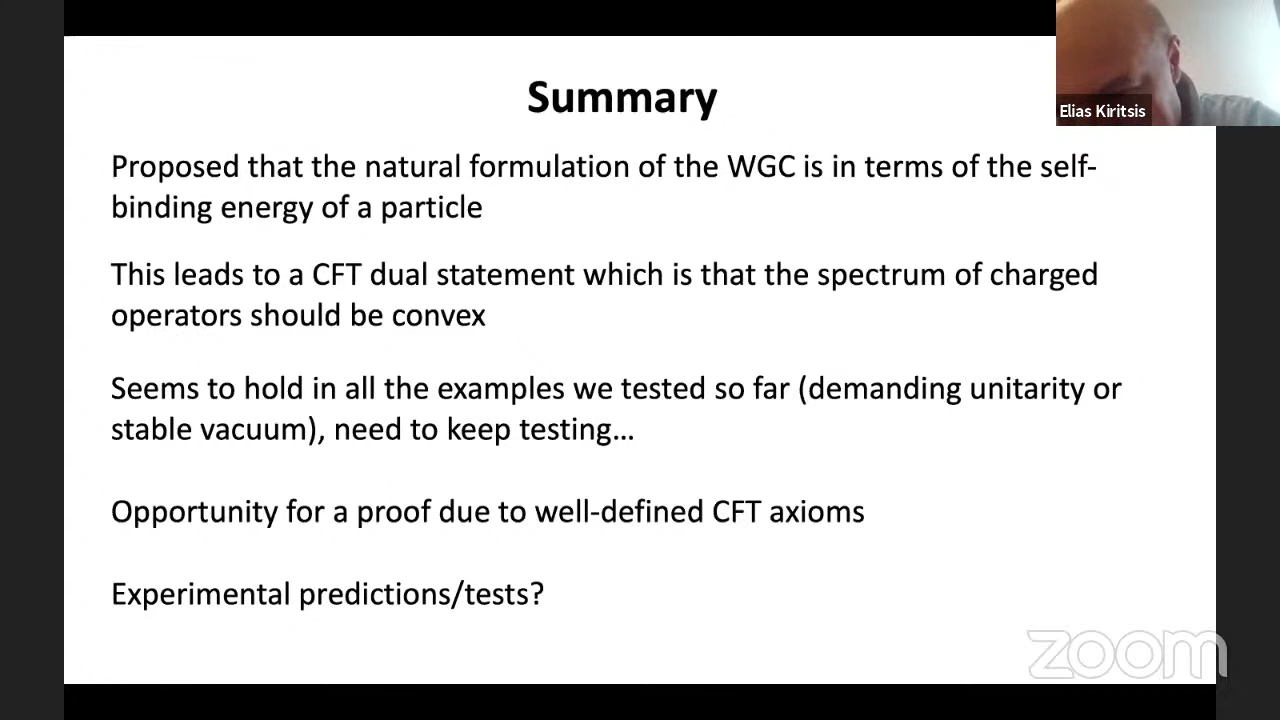 Summary
Elias Kiritsis
Proposed that the natural formulation of the WGC is in terms of the self-
binding energy of a particle
This leads to a CFT dual statement which is that the spectrum of charged
operators should be convex
Seems to hold in all the examples we tested so far (demanding unitarity or
stable vacuum), need to keep testing…
Opportunity for a proof due to well-defined CFT axioms
Experimental predictions/tests?
zoom